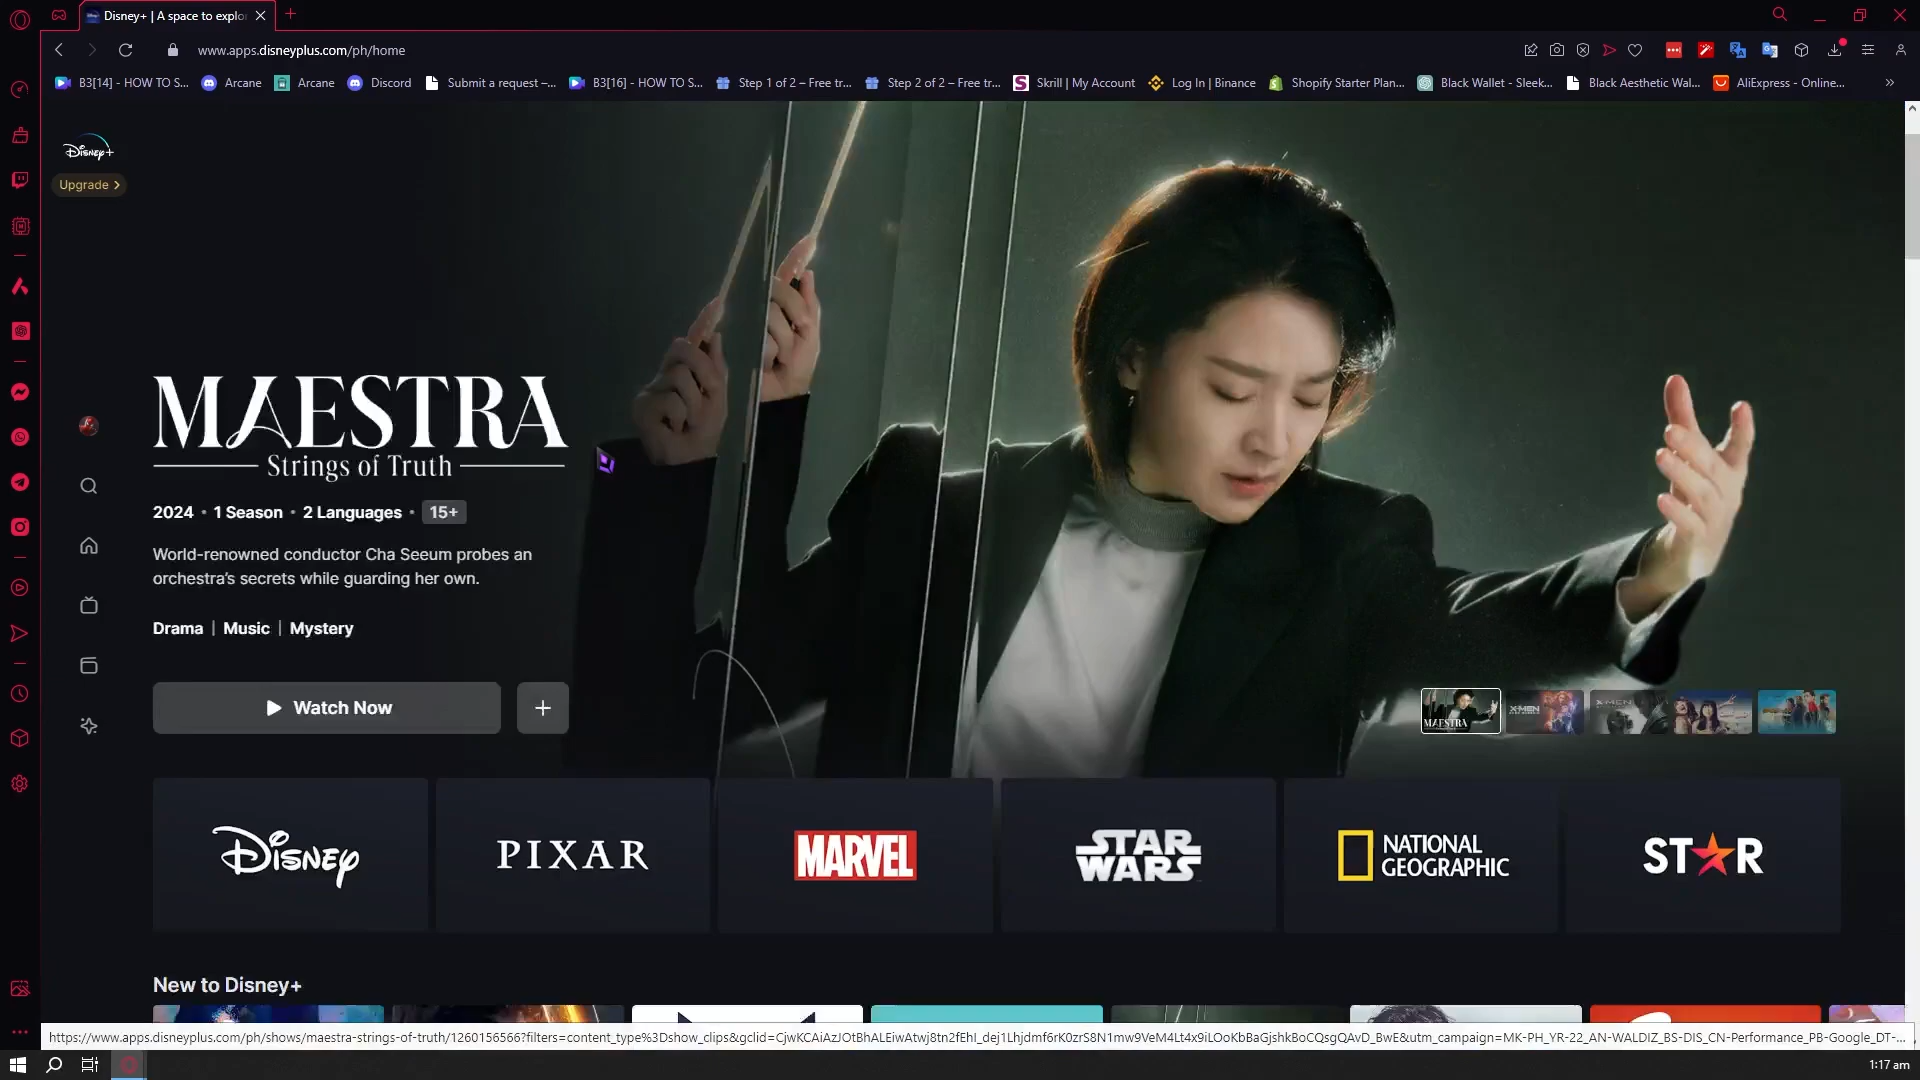 Disney+ | A space to explo
www.apps.disneyplus.com/ph/home
B3[14] - HOW TO S...
Arcane
Arcane
Discord
Submit a request –...
B3[16] - HOW TO S...
Step 1 of 2 – Free tr...
Step 2 of 2 – Free tr...
Skrill | My Account
Log In | Binance
Shopify Starter Plan...
Black Wallet - Sleek...
Black Aesthetic Wal...
AliExpress - Online...
Disney+
Upgrade
MAESTRA
Strings of Truth
2024 • 1 Season • 2 Languages • 15+
World-renowned conductor Cha Seeum probes an
orchestra's secrets while guarding her own.
Drama | Music | Mystery
Watch Now
MAESTRA
X-MEN
X-MEN
Disney
PIXAR
MARVEL
STAR
WARS
NATIONAL
GEOGRAPHIC
STAR
New to Disney+
https://www.apps.disneyplus.com/ph/shows/maestra-strings-of-truth/1260156566?filters=content_type%3Dshow_clips&gclid=CjwKCAiAzJOtBhALEiwAtwj8tn2fEhI_dej1Lhjdmf6rK0zrS8N1mw9VeM4Lt4x9iLOoKbBaGjshkBoCQsgQAvD_BwE&utm_campaign=MK-PH_YR-22_AN-WALDIZ_BS-DIS_CN-Performance_PB-Google_DT-...
1:17 am